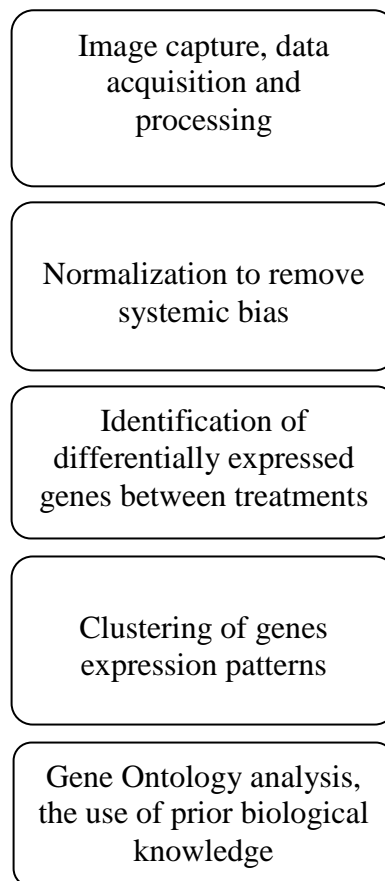 Image capture, data
acquisition and
processing
Normalization to remove
systemic bias
Identification of
differentially expressed
genes between treatments
Clustering of genes
expression patterns
Gene Ontology analysis,
the use of prior biological
knowledge